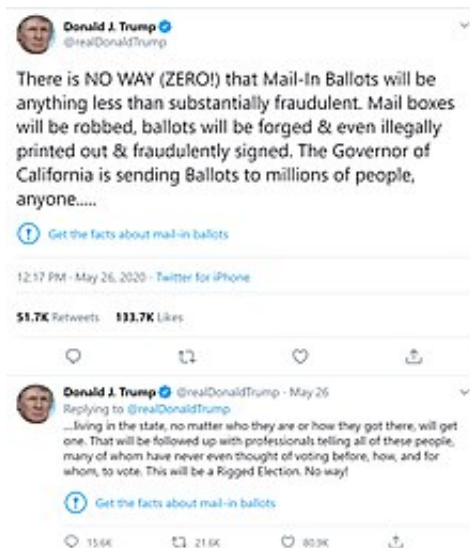 Donald J. Trump
@realDonaldTrump
There is NO WAY (ZERO!) that Mail-In Ballots will be
anything less than substantially fraudulent. Mail boxes
will be robbed, ballots will be forged & even illegally
printed out & fraudulently signed. The Governor of
California is sending Ballots to millions of people,
anyone.....
Get the facts about mail-in ballots
12:17 PM · May 26, 2020 · Twitter for iPhone
51.7K Retweets 133.7K Likes
Donald J. Trump @realDonaldTrump · May 26
Replying to @realDonaldTrump
....living in the state, no matter who they are or how they got there, will get
one. That will be followed up with professionals telling all of these people,
many of whom have never even thought of voting before, how, and for
whom, to vote. This will be a Rigged Election. No way!
Get the facts about mail-in ballots
15.6K 21.6K 80.9K